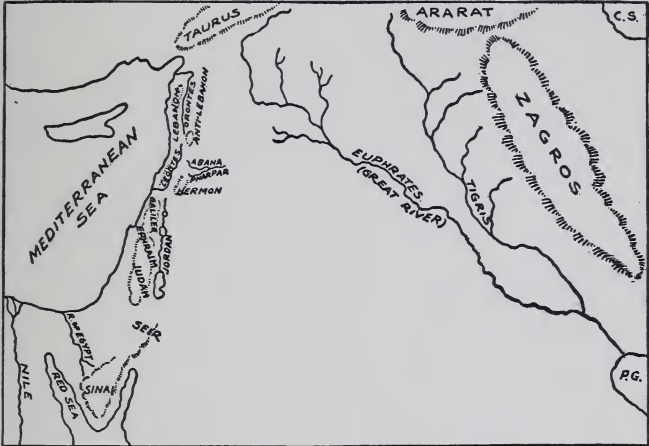 TAURUS
ARARAT
C.S.
ZAGROS
LEBANON
ORONTES
ANTI-LEBANON
MEDITERRANEAN
SEA
ABANA
PHARPAR
HERMON
EUPHRATES
(GREAT RIVER)
TIGRIS
GALILEE
EPHRAIM
JORDAN
JUDAH
SEER
R. OF EGYPT
SINAI
NILE
RED SEA
P.G.